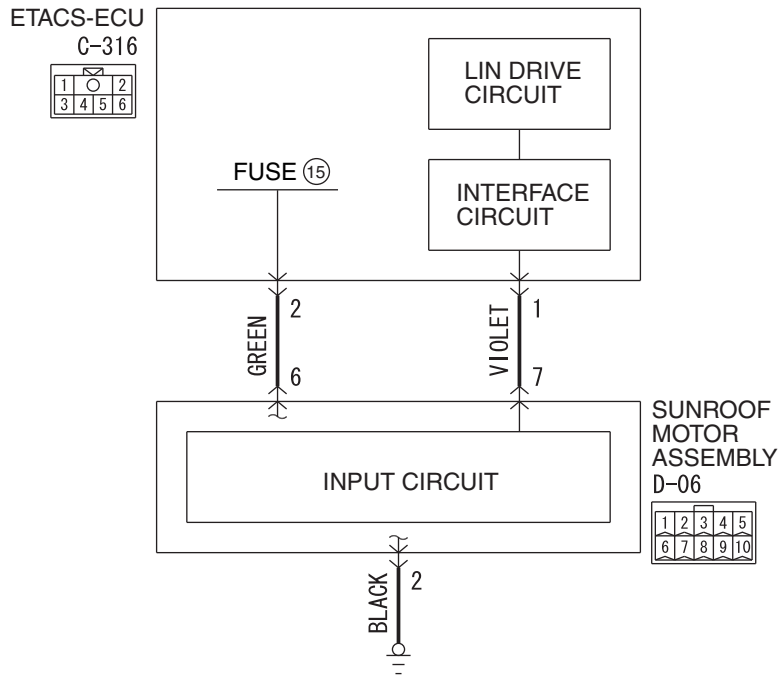 ETACS-ECU
C-316
1 2
3 4 5 6
LIN DRIVE
CIRCUIT
FUSE 15
INTERFACE
CIRCUIT
2
GREEN
6
1
VIOLET
7
SUNROOF
MOTOR
ASSEMBLY
D-06
1 2 3 4 5
6 7 8 9 10
INPUT CIRCUIT
BLACK
2